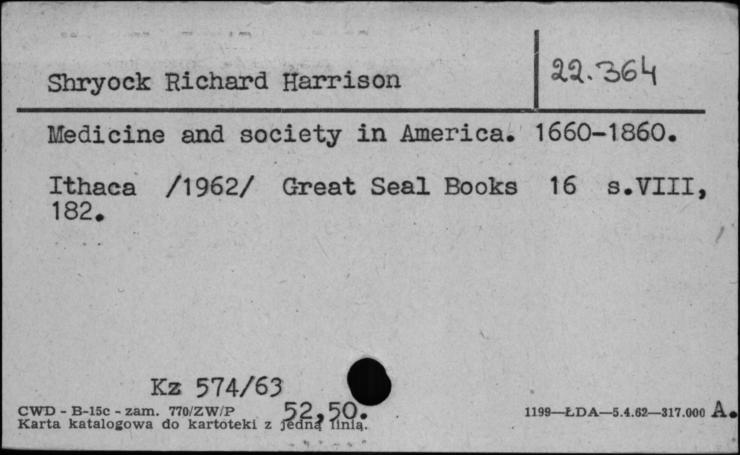 Shryock Richard Harrison
22.364
Medicine and society in America. 1660-1860.
Ithaca /1962/ Great Seal Books 16 s.VIII,
182.
Kz 574/63
52,50.
CWD - B-15c - zam. 770/ZW/P
1199—ŁDA—5.4.62—317.000 A.
Karta katalogowa do kartoteki z jedną linią.